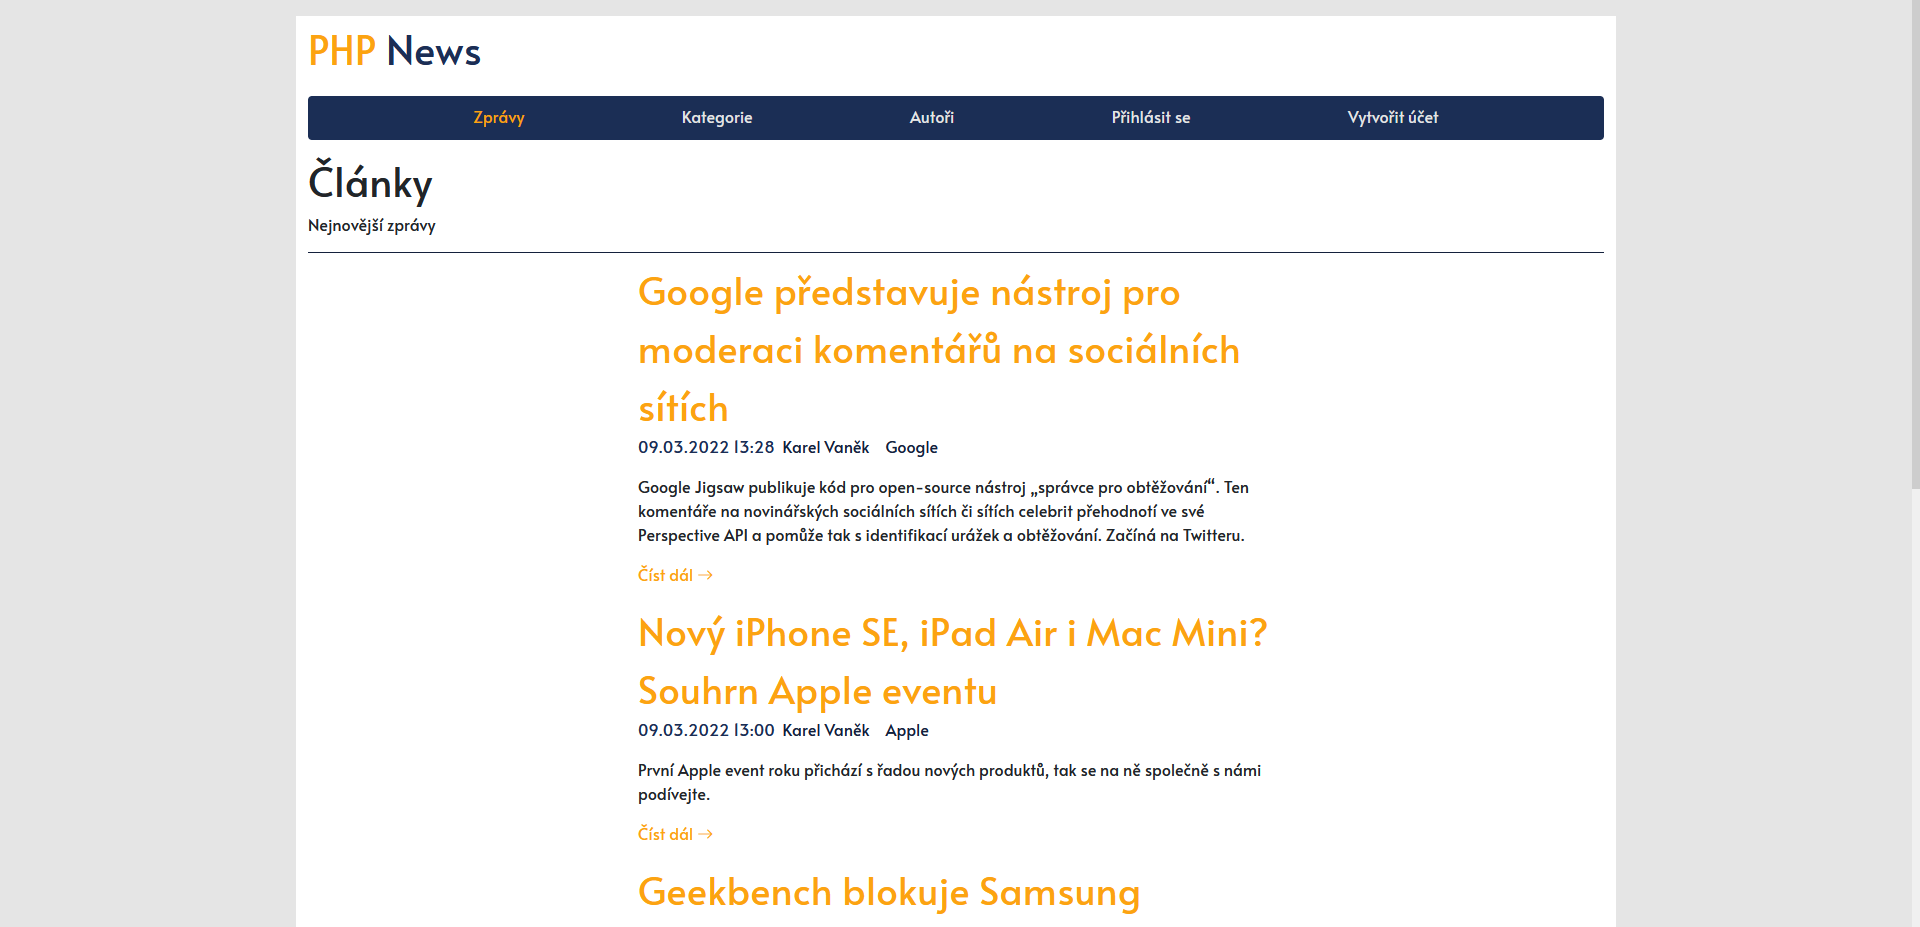 PHP News
Zprávy Kategorie Autoři Přihlásit se Vytvořit účet
Články
Nejnovější zprávy
Google představuje nástroj pro
moderaci komentářů na sociálních
sítích
09.03.2022 13:28 Karel Vaněk Google
Google Jigsaw publikuje kód pro open-source nástroj „správce pro obtěžování“. Ten
komentáře na novinářských sociálních sítích či sítích celebrit přehodnotí ve své
Perspective API a pomůže tak s identifikací urážek a obtěžování. Začíná na Twitteru.
Číst dál →
Nový iPhone SE, iPad Air i Mac Mini?
Souhrn Apple eventu
09.03.2022 13:00 Karel Vaněk Apple
První Apple event roku přichází s řadou nových produktů, tak se na ně společně s námi
podívejte.
Číst dál →
Geekbench blokuje Samsung